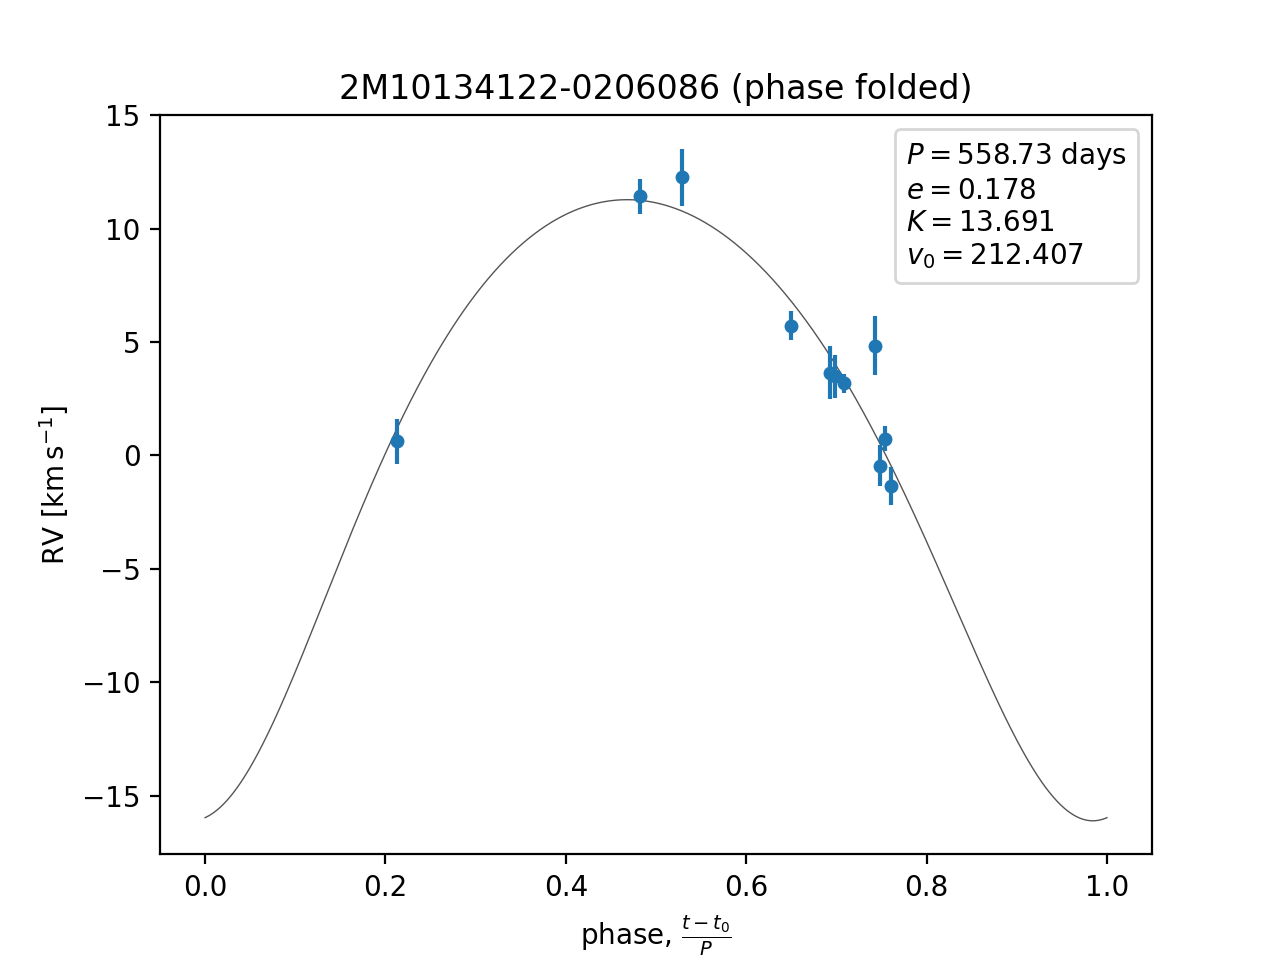 2M10134122-0206086 (phase folded)
P = 558.73 days
e = 0.178
K = 13.691
v₀ = 212.407
15
10
5
0
−5
−10
−15
RV [km s⁻¹]
0.0 0.2 0.4 0.6 0.8 1.0
phase, (t − t₀)/P